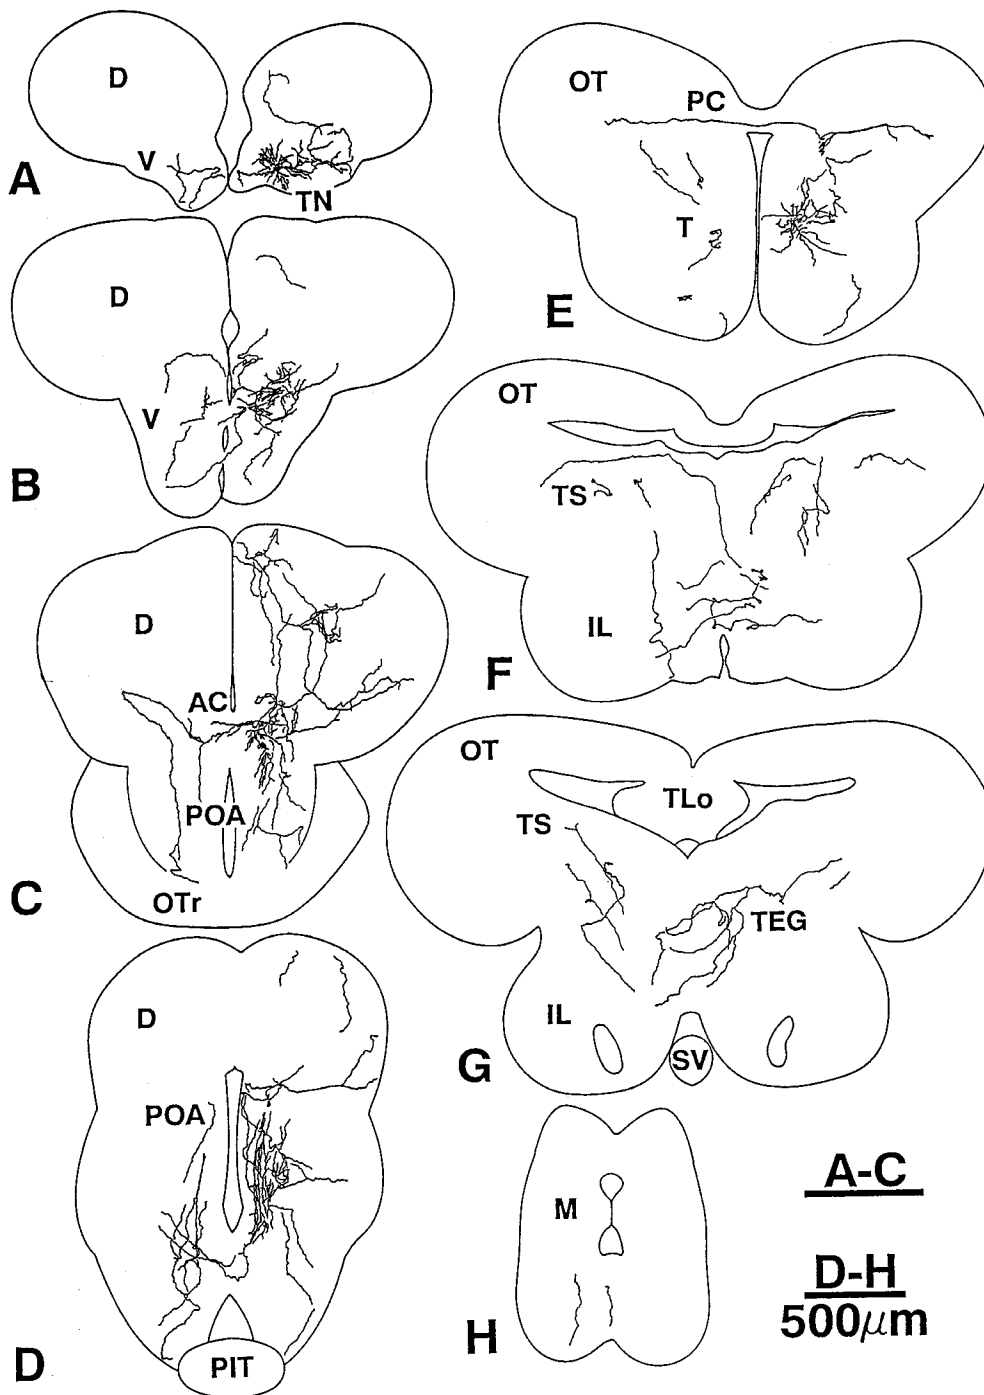 D
V
TN
A
D
V
B
D
AC
POA
OTr
C
D
POA
PIT
D
OT
PC
T
E
OT
TS
IL
F
OT
TLo
TS
TEG
IL
SV
G
M
H
A-C
D-H
500μm